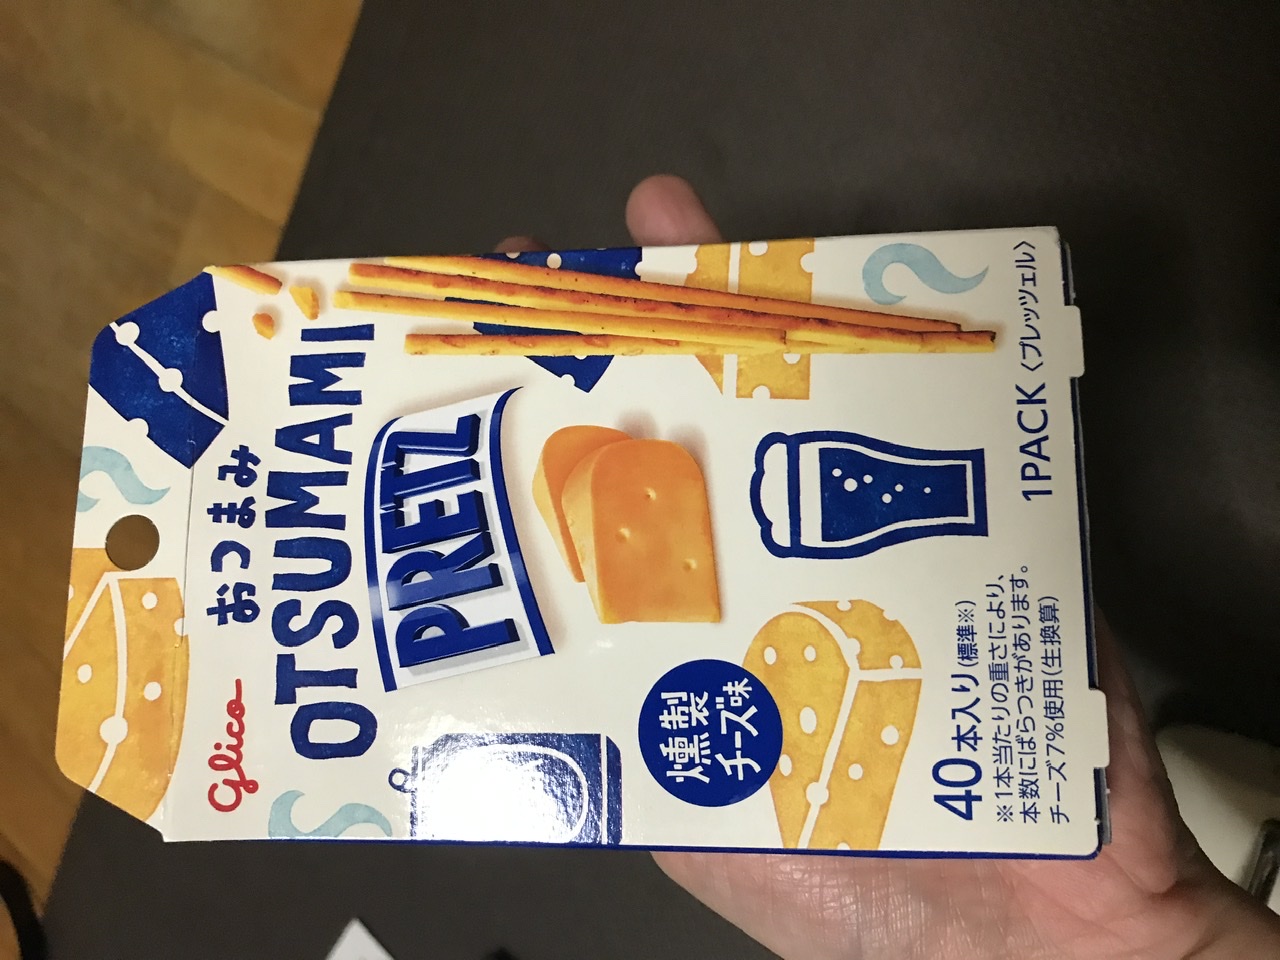 Glico
おつまみ
OTSUMAMI
PRETZ
燻製
チーズ味
40本入り(標準※)
※1本当たりの重さにより、
本数にばらつきがあります。
チーズ7%使用(生換算)
1PACK〈プレッツェル〉